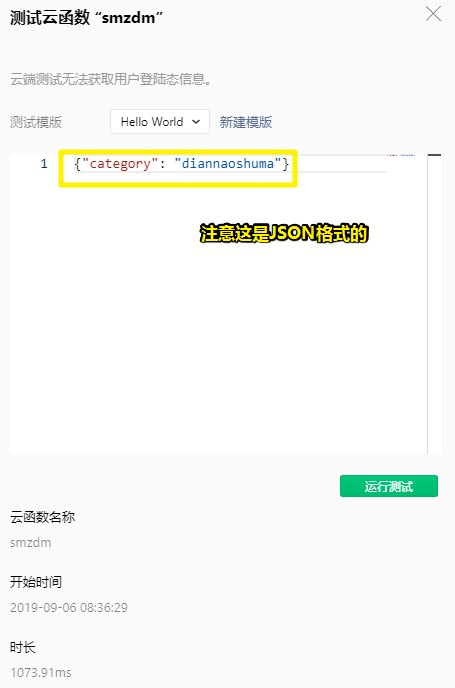 测试云函数 “smzdm”
云端测试无法获取用户登陆态信息。
测试模版 Hello World 新建模版
1 {"category": "diannaoshuma"}
注意这是JSON格式的
运行测试
云函数名称
smzdm
开始时间
2019-09-06 08:36:29
时长
1073.91ms